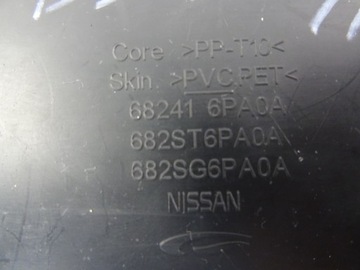 Core >PP-T10<
Skin >PVC,PET<
68241 6PA0A
682ST6PA0A
682SG6PA0A
NISSAN